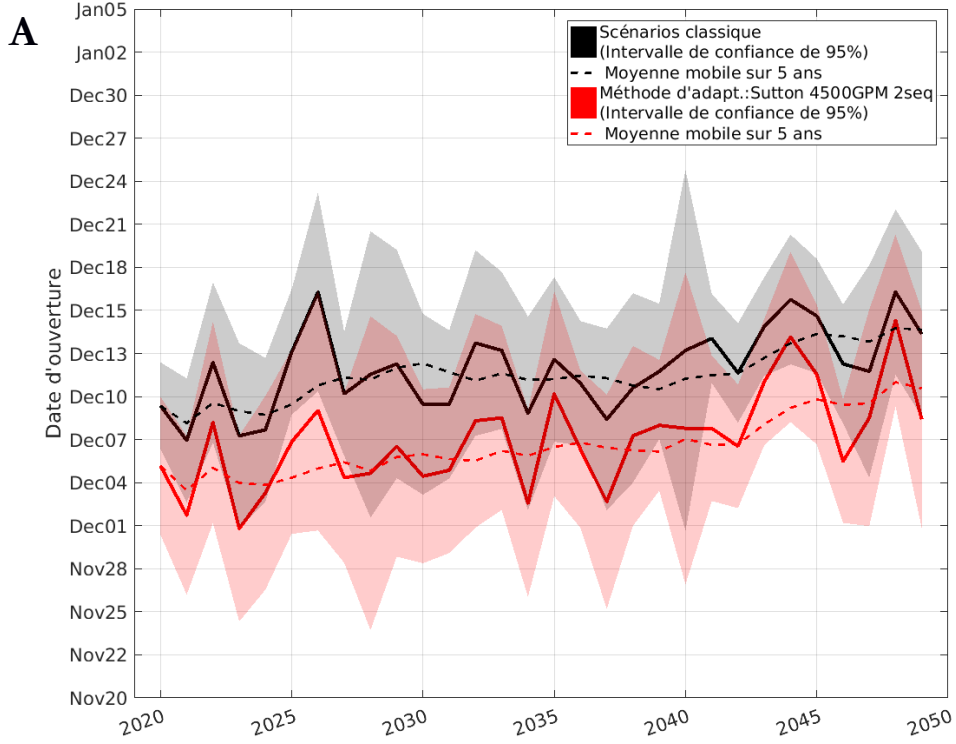 A
Jan05
Jan02
Dec30
Dec27
Dec24
Dec21
Dec18
Dec15
Dec13
Dec10
Dec07
Dec04
Dec01
Nov28
Nov25
Nov22
Nov20
Date d'ouverture
Scénarios classique
(Intervalle de confiance de 95%)
Moyenne mobile sur 5 ans
Méthode d'adapt.:Sutton 4500GPM 2seq
(Intervalle de confiance de 95%)
Moyenne mobile sur 5 ans
2020
2025
2030
2035
2040
2045
2050